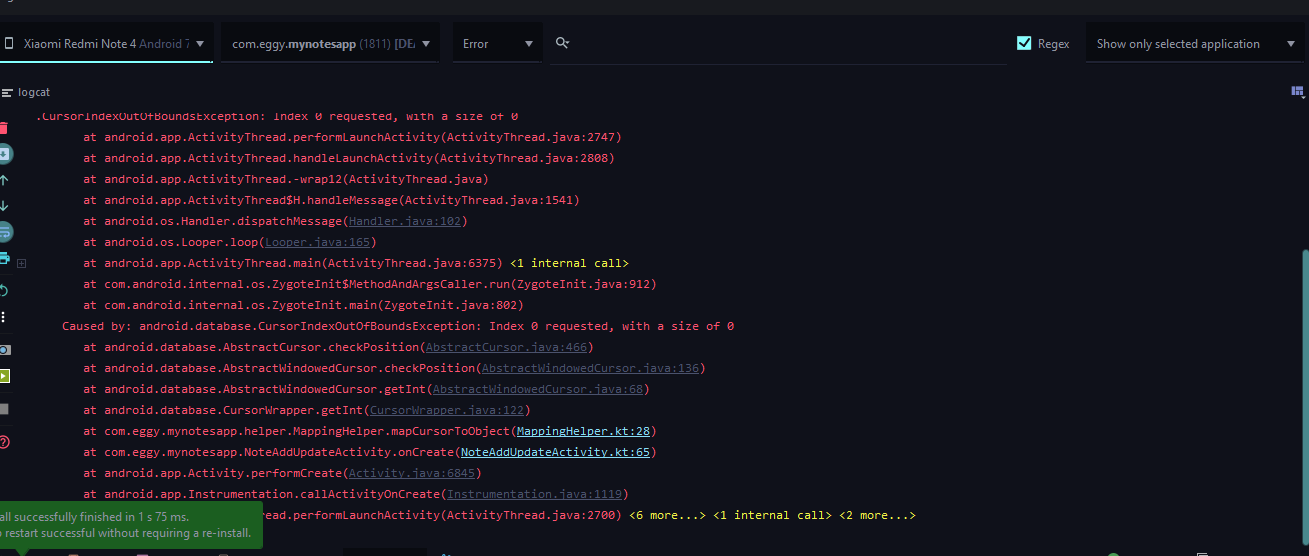 Xiaomi Redmi Note 4 Android 7
com.eggy.mynotesapp (1811) [DEA
Error
Regex
Show only selected application
logcat
.CursorIndexOutOfBoundsException: Index 0 requested, with a size of 0
at android.app.ActivityThread.performLaunchActivity(ActivityThread.java:2747)
at android.app.ActivityThread.handleLaunchActivity(ActivityThread.java:2808)
at android.app.ActivityThread.-wrap12(ActivityThread.java)
at android.app.ActivityThread$H.handleMessage(ActivityThread.java:1541)
at android.os.Handler.dispatchMessage(Handler.java:102)
at android.os.Looper.loop(Looper.java:165)
at android.app.ActivityThread.main(ActivityThread.java:6375) <1 internal call>
at com.android.internal.os.ZygoteInit$MethodAndArgsCaller.run(ZygoteInit.java:912)
at com.android.internal.os.ZygoteInit.main(ZygoteInit.java:802)
Caused by: android.database.CursorIndexOutOfBoundsException: Index 0 requested, with a size of 0
at android.database.AbstractCursor.checkPosition(AbstractCursor.java:466)
at android.database.AbstractWindowedCursor.checkPosition(AbstractWindowedCursor.java:136)
at android.database.AbstractWindowedCursor.getInt(AbstractWindowedCursor.java:68)
at android.database.CursorWrapper.getInt(CursorWrapper.java:122)
at com.eggy.mynotesapp.helper.MappingHelper.mapCursorToObject(MappingHelper.kt:28)
at com.eggy.mynotesapp.NoteAddUpdateActivity.onCreate(NoteAddUpdateActivity.kt:65)
at android.app.Activity.performCreate(Activity.java:6845)
at android.app.Instrumentation.callActivityOnCreate(Instrumentation.java:1119)
all successfully finished in 1 s 75 ms.
read.performLaunchActivity(ActivityThread.java:2700) <6 more...> <1 internal call> <2 more...>
restart successful without requiring a re-install.